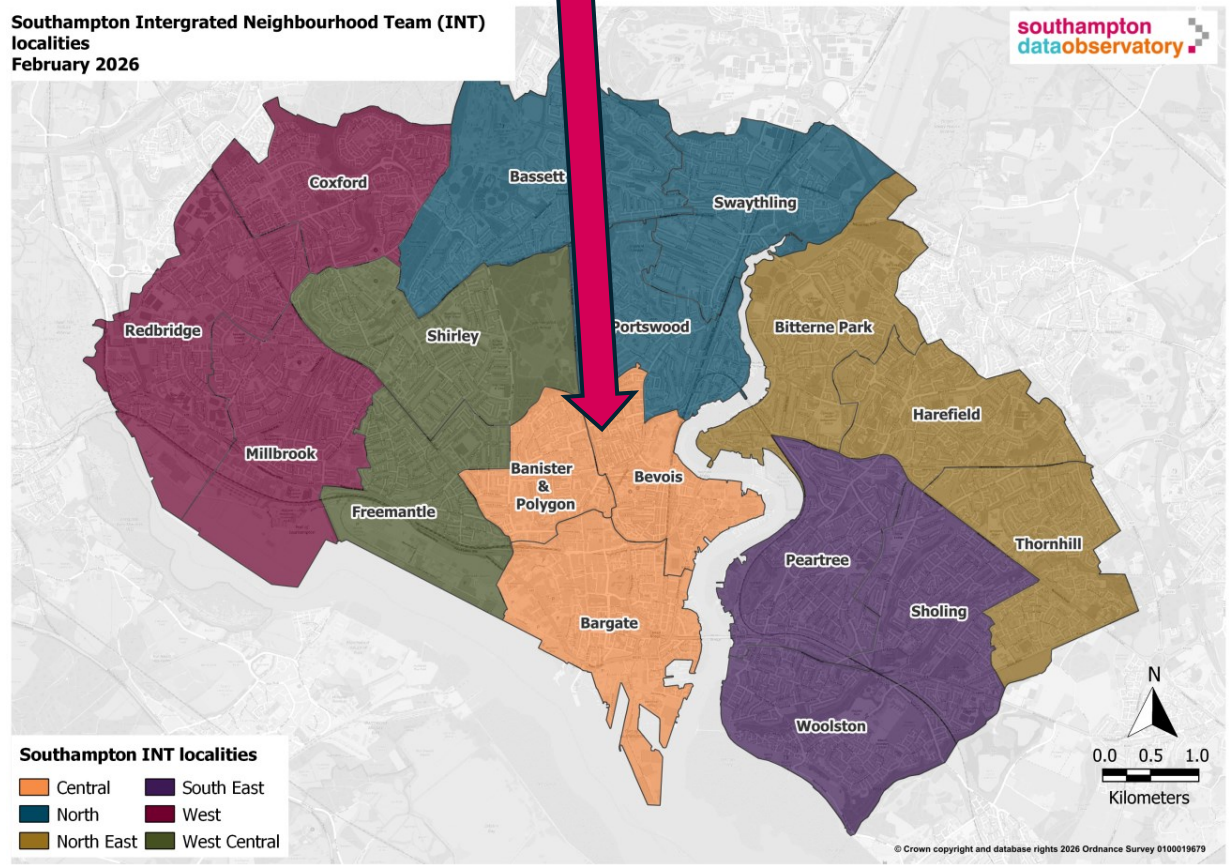 Southampton Intergrated Neighbourhood Team (INT)
localities
February 2026
southampton
dataobservatory
Coxford
Bassett
Swaythling
Redbridge
Shirley
Portswood
Bitterne Park
Harefield
Millbrook
Banister
&
Polygon
Bevois
Freemantle
Thornhill
Peartree
Sholing
Bargate
Woolston
N
0.0 0.5 1.0
Kilometers
Southampton INT localities
Central
South East
North
West
North East
West Central
© Crown copyright and database rights 2026 Ordnance Survey 0100019679